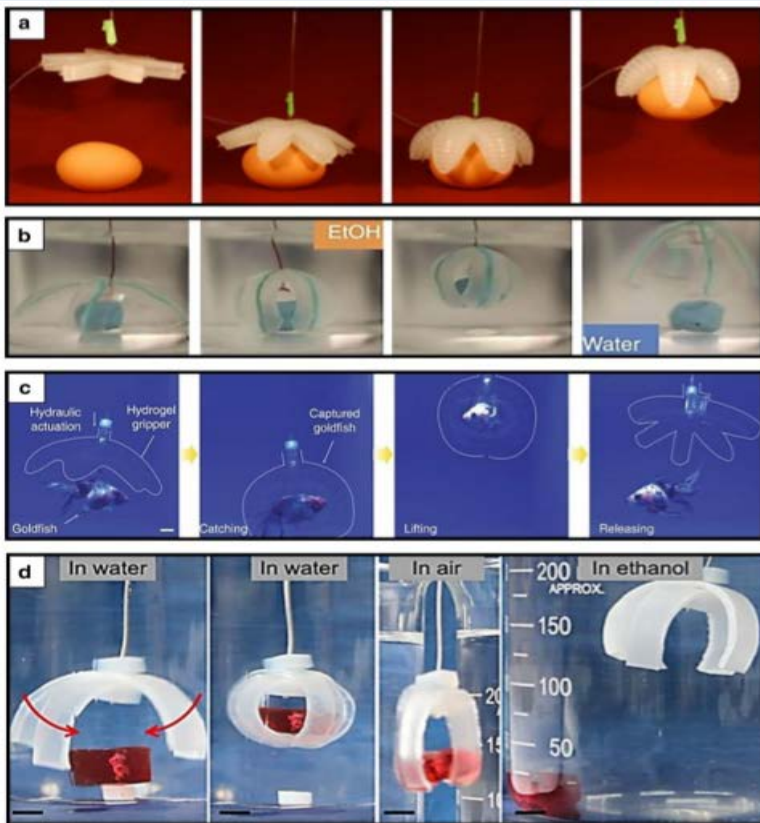 a
b
EtOH
Water
c
Hydraulic
actuation
Hydrogel
gripper
Goldfish
Captured
goldfish
Catching
Lifting
Releasing
d
In water
In water
In air
In ethanol
200
APPROX.
150
100
50